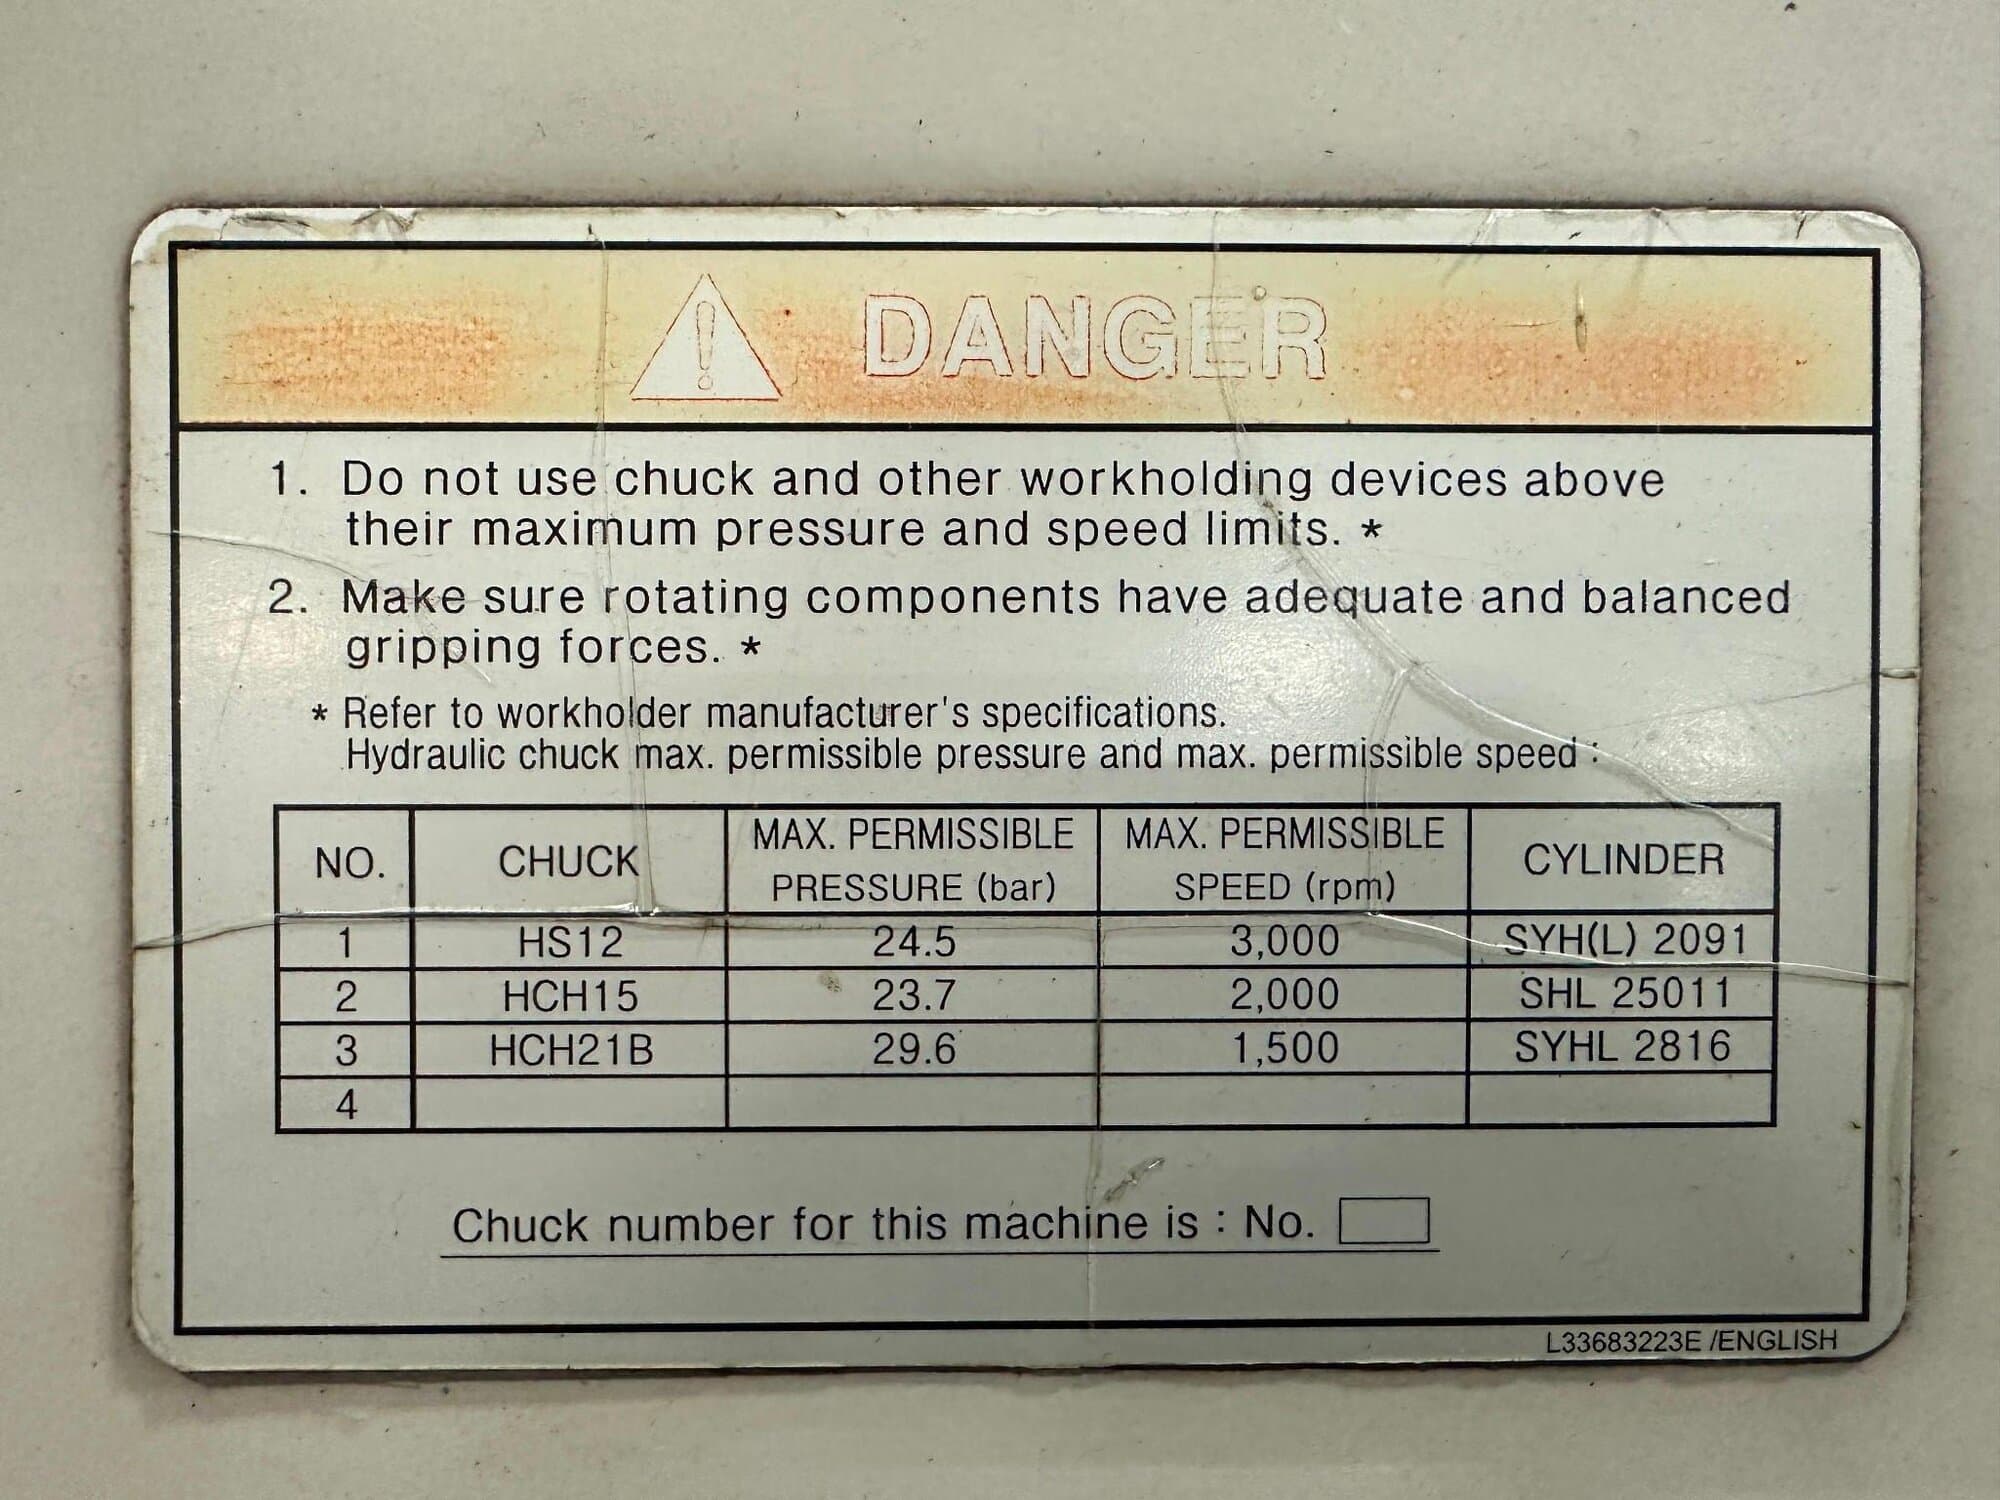 DANGER
1. Do not use chuck and other workholding devices above
their maximum pressure and speed limits. *
2. Make sure rotating components have adequate and balanced
gripping forces. *
* Refer to workholder manufacturer's specifications.
Hydraulic chuck max. permissible pressure and max. permissible speed :
NO. CHUCK MAX. PERMISSIBLE PRESSURE (bar) MAX. PERMISSIBLE SPEED (rpm) CYLINDER
1 HS12 24.5 3,000 SYH(L) 2091
2 HCH15 23.7 2,000 SHL 25011
3 HCH21B 29.6 1,500 SYHL 2816
4
Chuck number for this machine is : No.
L33683223E /ENGLISH